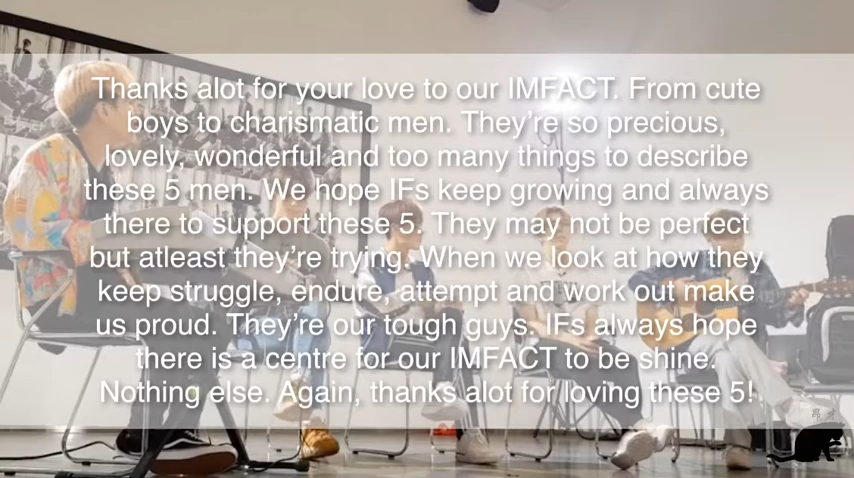 Thanks alot for your love to our IMFACT. From cute
boys to charismatic men. They're so precious,
lovely, wonderful and too many things to describe
these 5 men. We hope IFs keep growing and always
there to support these 5. They may not be perfect
but atleast they're trying. When we look at how they
keep struggle, endure, attempt and work out make
us proud. They're our tough guys. IFs always hope
there is a centre for our IMFACT to be shine.
Nothing else. Again, thanks alot for loving these 5!